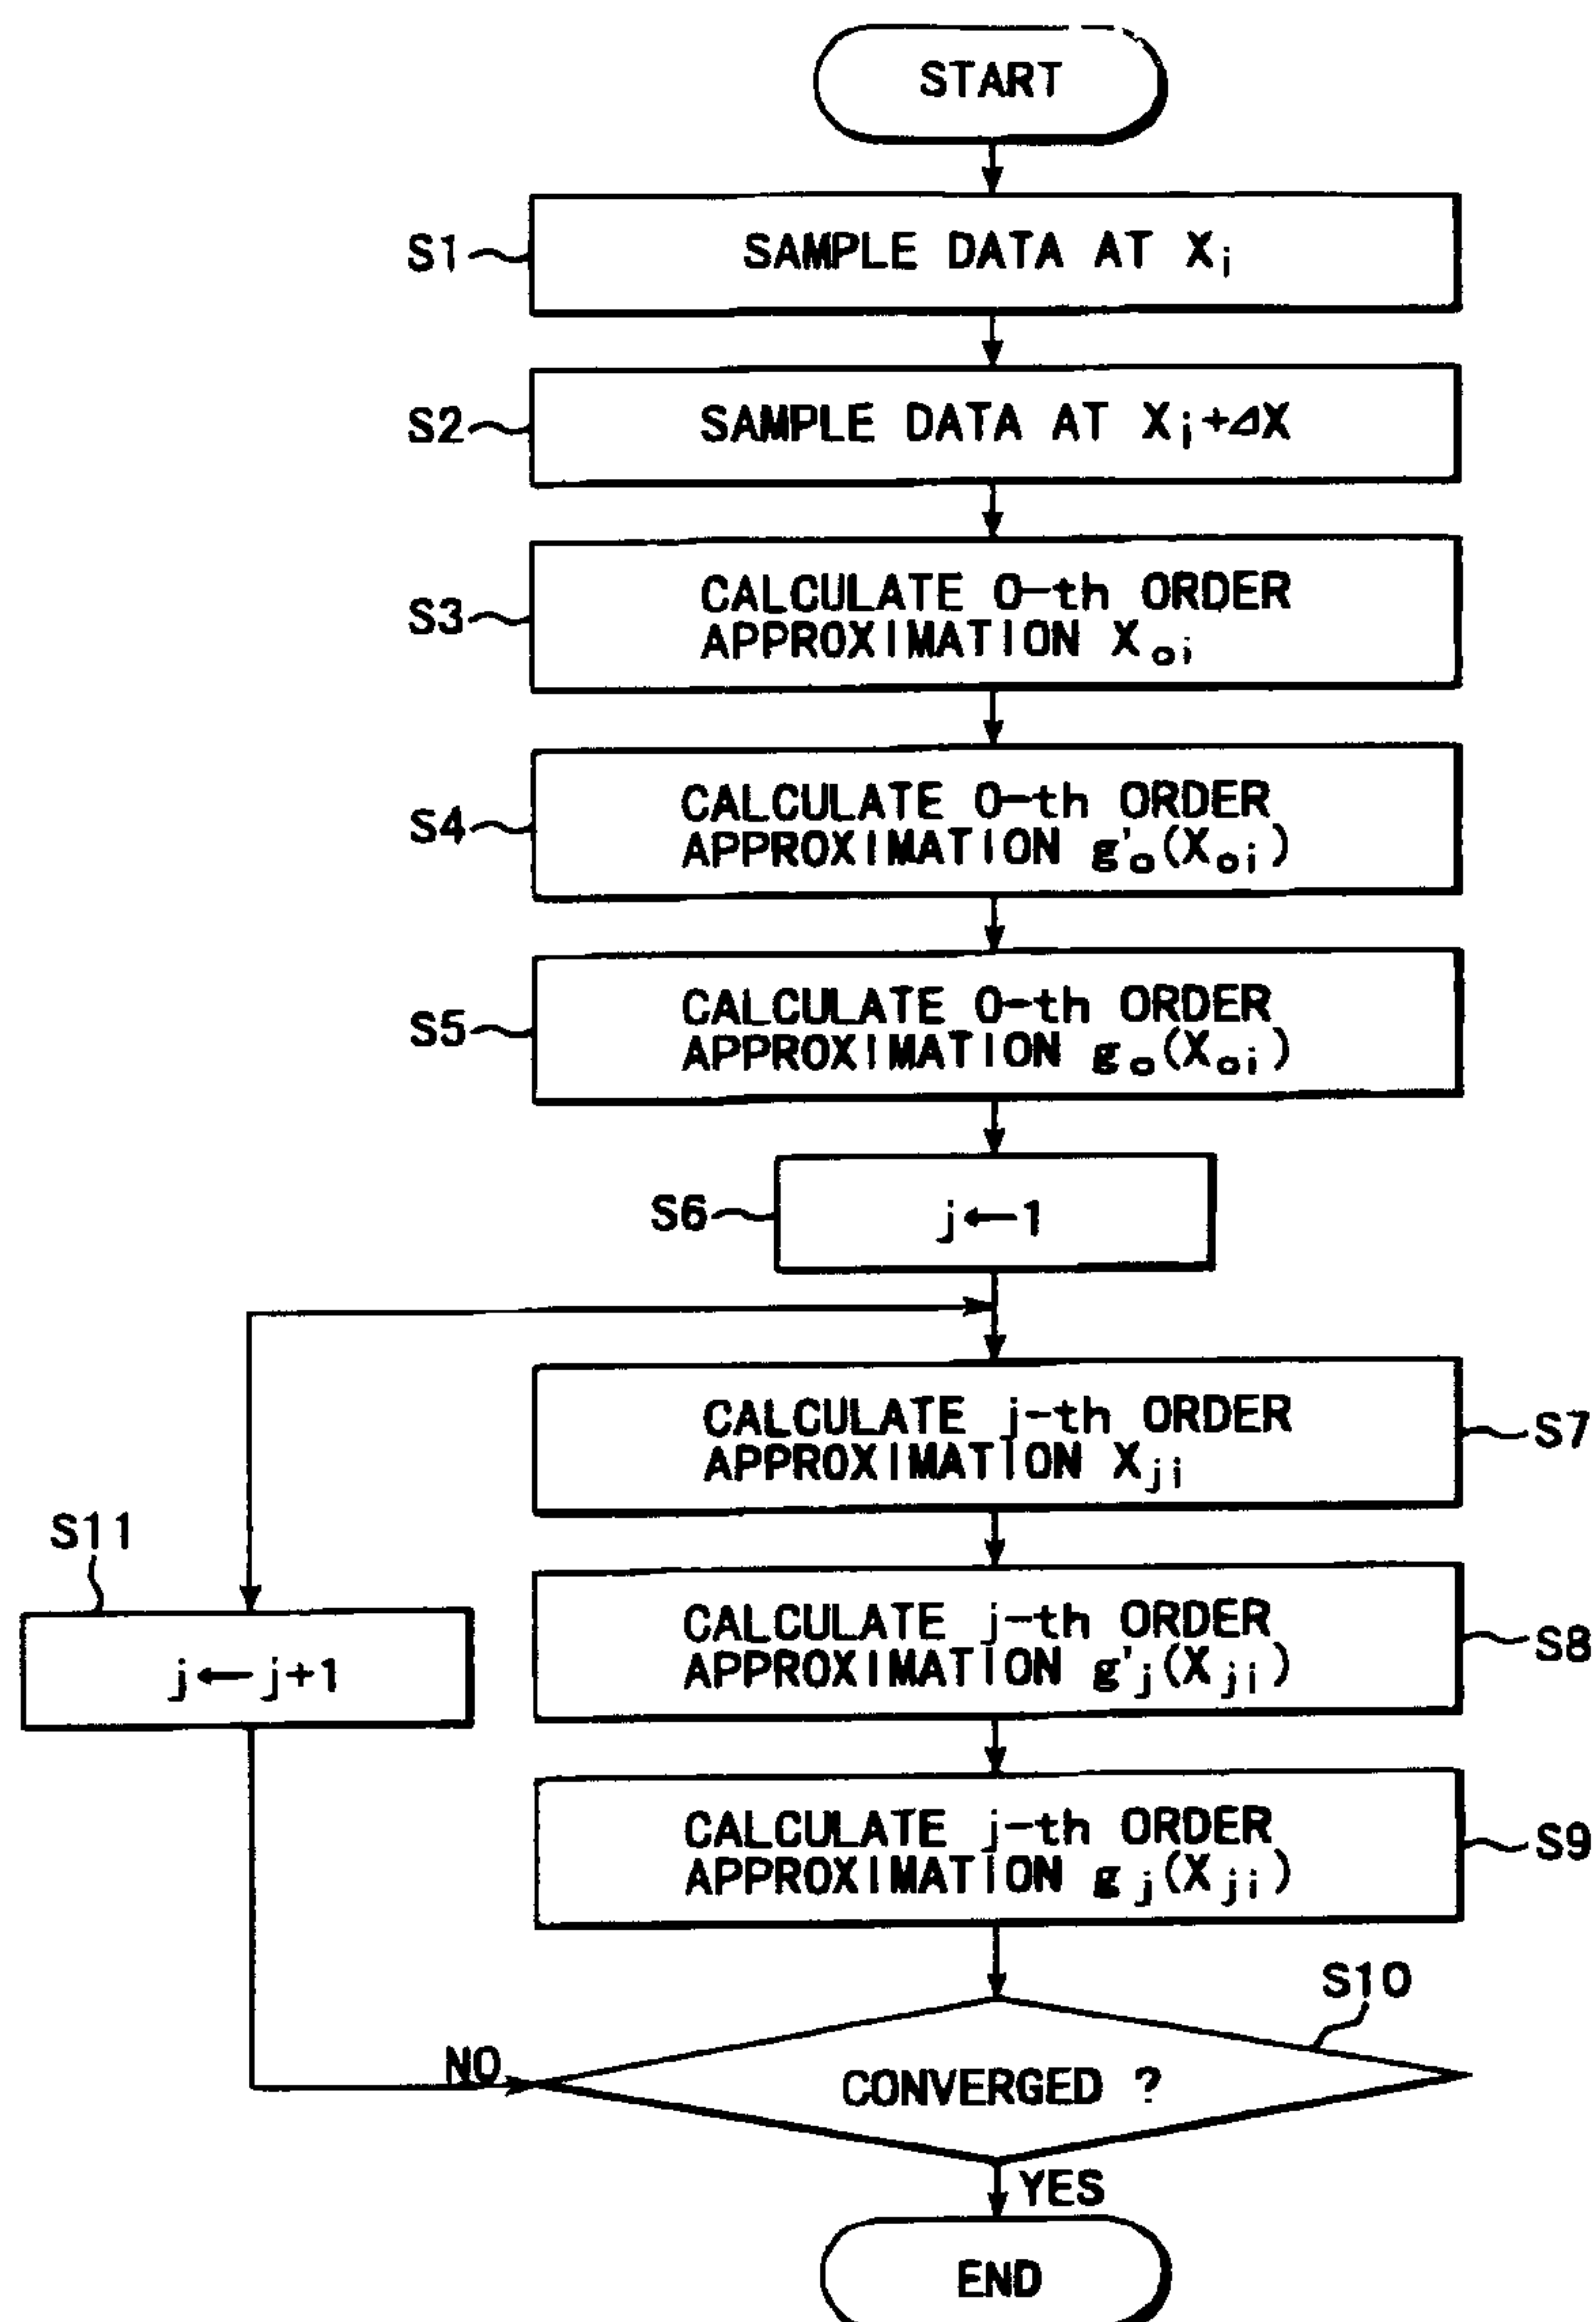 START
S1
SAMPLE DATA AT Xi
S2
SAMPLE DATA AT Xi+ΔX
S3
CALCULATE 0-th ORDER
APPROXIMATION Xoi
S4
CALCULATE 0-th ORDER
APPROXIMATION g'o(Xoi)
S5
CALCULATE 0-th ORDER
APPROXIMATION go(Xoi)
S6
j←1
CALCULATE j-th ORDER
APPROXIMATION Xji
S7
S11
j←j+1
CALCULATE j-th ORDER
APPROXIMATION g'j(Xji)
S8
CALCULATE j-th ORDER
APPROXIMATION gj(Xji)
S9
S10
NO
CONVERGED ?
YES
END